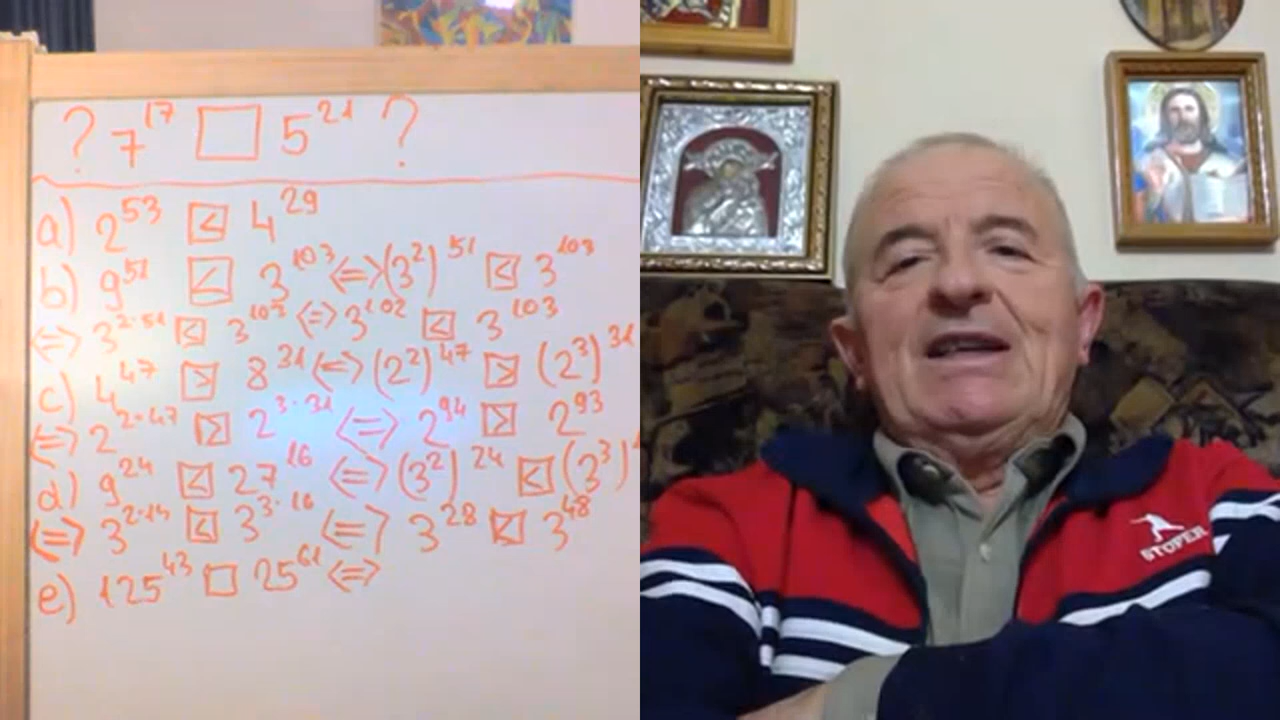 ? 7^17 □ 5^21 ?
a) 2^53 < 4^29
b) 9^51 < 3^103 <=> (3^2)^51 < 3^103
<=> 3^2·51 < 3^103 <=> 3^102 < 3^103
c) 4^47 > 8^31 <=> (2^2)^47 > (2^3)^31
<=> 2^2·47 > 2^3·31 <=> 2^94 > 2^93
d) 9^24 < 27^16 <=> (3^2)^24 < (3^3)
<=> 3^2·14 < 3^3·16 <=> 3^28 < 3^48
e) 125^43 □ 25^61 <=>
STOPER